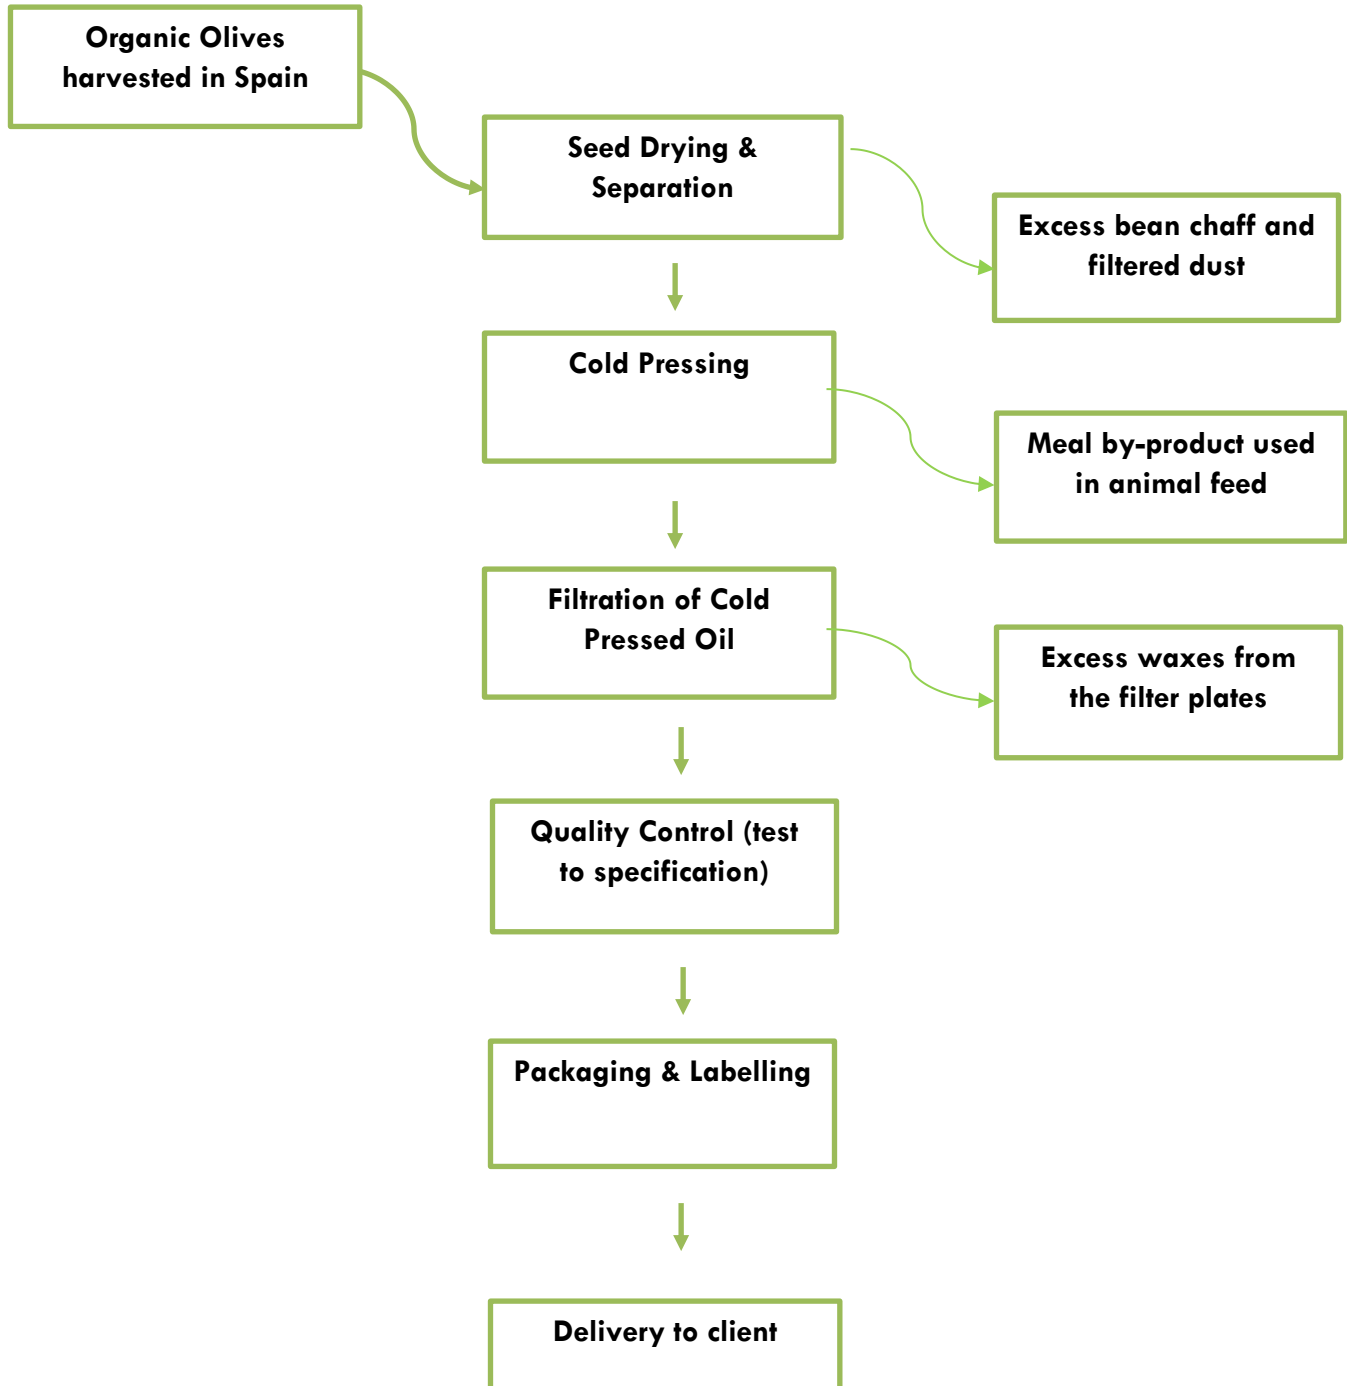 Organic Olives
harvested in Spain
Seed Drying &
Separation
Excess bean chaff and
filtered dust
Cold Pressing
Meal by-product used
in animal feed
Filtration of Cold
Pressed Oil
Excess waxes from
the filter plates
Quality Control (test
to specification)
Packaging & Labelling
Delivery to client